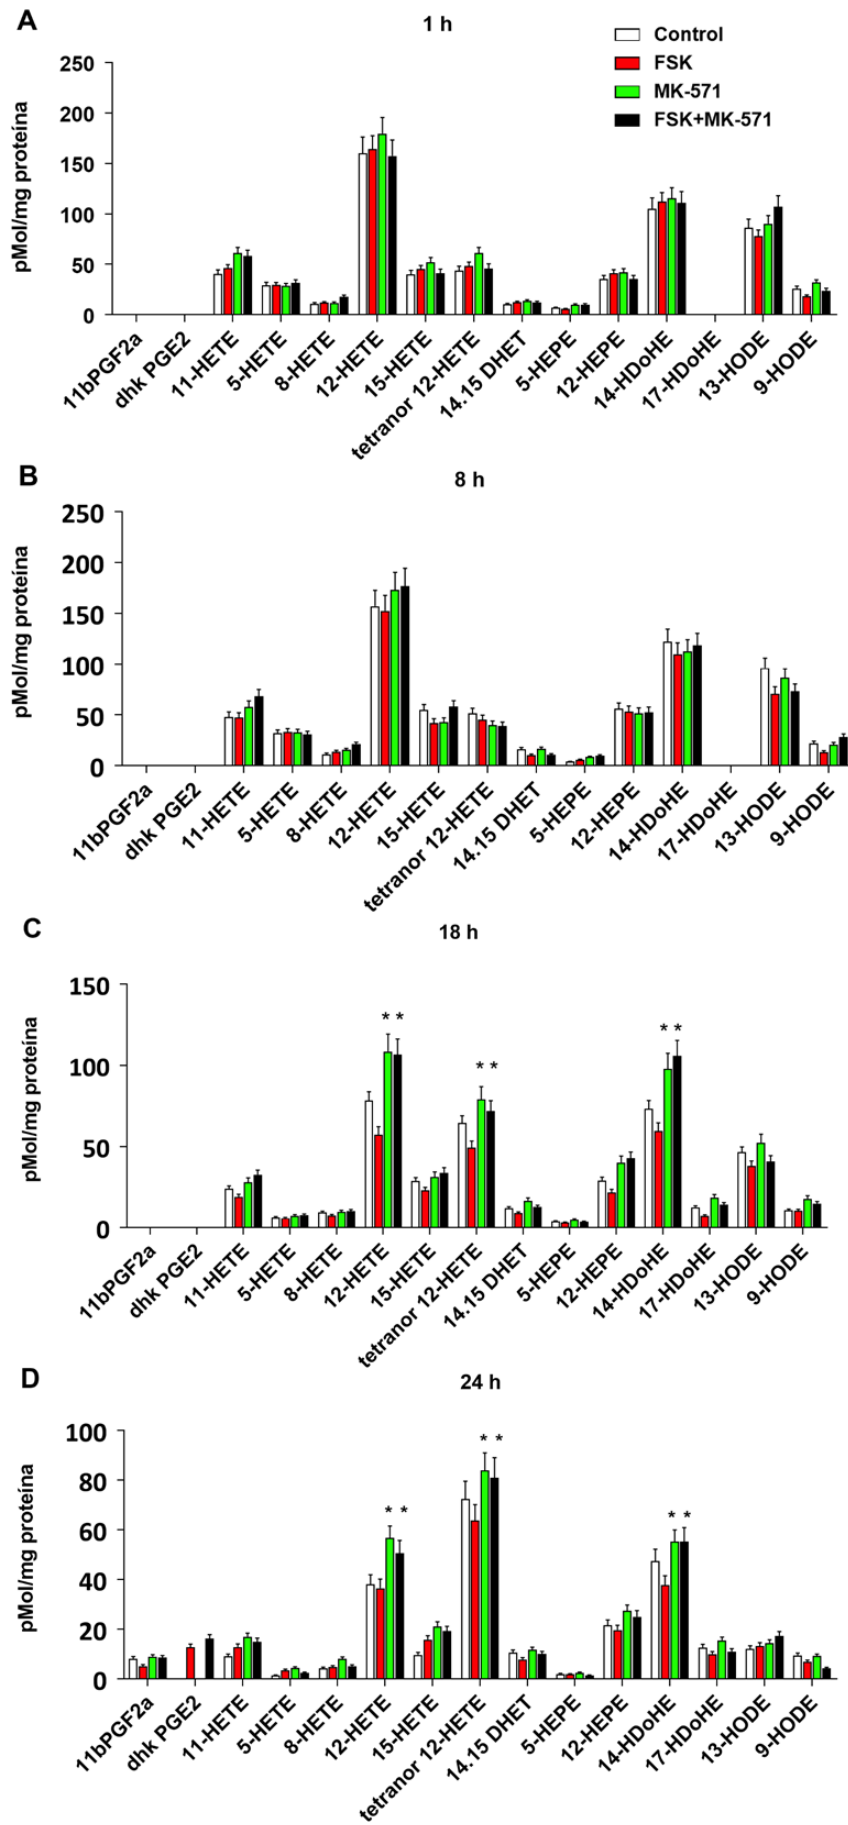 A
1 h
Control
FSK
MK-571
FSK+MK-571
pMol/mg proteína
250
200
150
100
50
0
11bPGF2a
dhk PGE2
11-HETE
5-HETE
8-HETE
12-HETE
15-HETE
tetranor 12-HETE
14.15 DHET
5-HEPE
12-HEPE
14-HDoHE
17-HDoHE
13-HODE
9-HODE
B
8 h
pMol/mg proteína
250
200
150
100
50
0
11bPGF2a
dhk PGE2
11-HETE
5-HETE
8-HETE
12-HETE
15-HETE
tetranor 12-HETE
14.15 DHET
5-HEPE
12-HEPE
14-HDoHE
17-HDoHE
13-HODE
9-HODE
C
18 h
pMol/mg proteína
150
100
50
0
* *
* *
* *
11bPGF2a
dhk PGE2
11-HETE
5-HETE
8-HETE
12-HETE
15-HETE
tetranor 12-HETE
14.15 DHET
5-HEPE
12-HEPE
14-HDoHE
17-HDoHE
13-HODE
9-HODE
D
24 h
pMol/mg proteína
100
80
60
40
20
0
* *
* *
* *
11bPGF2a
dhk PGE2
11-HETE
5-HETE
8-HETE
12-HETE
15-HETE
tetranor 12-HETE
14.15 DHET
5-HEPE
12-HEPE
14-HDoHE
17-HDoHE
13-HODE
9-HODE